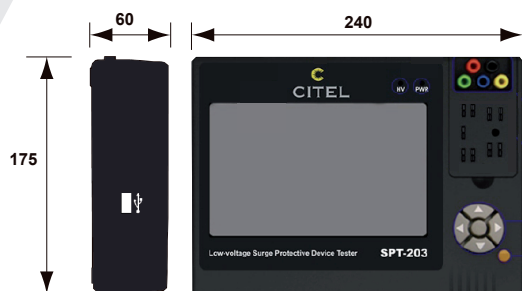 60
240
175
CITEL
HV PWR
Low-voltage Surge Protective Device Tester SPT-203